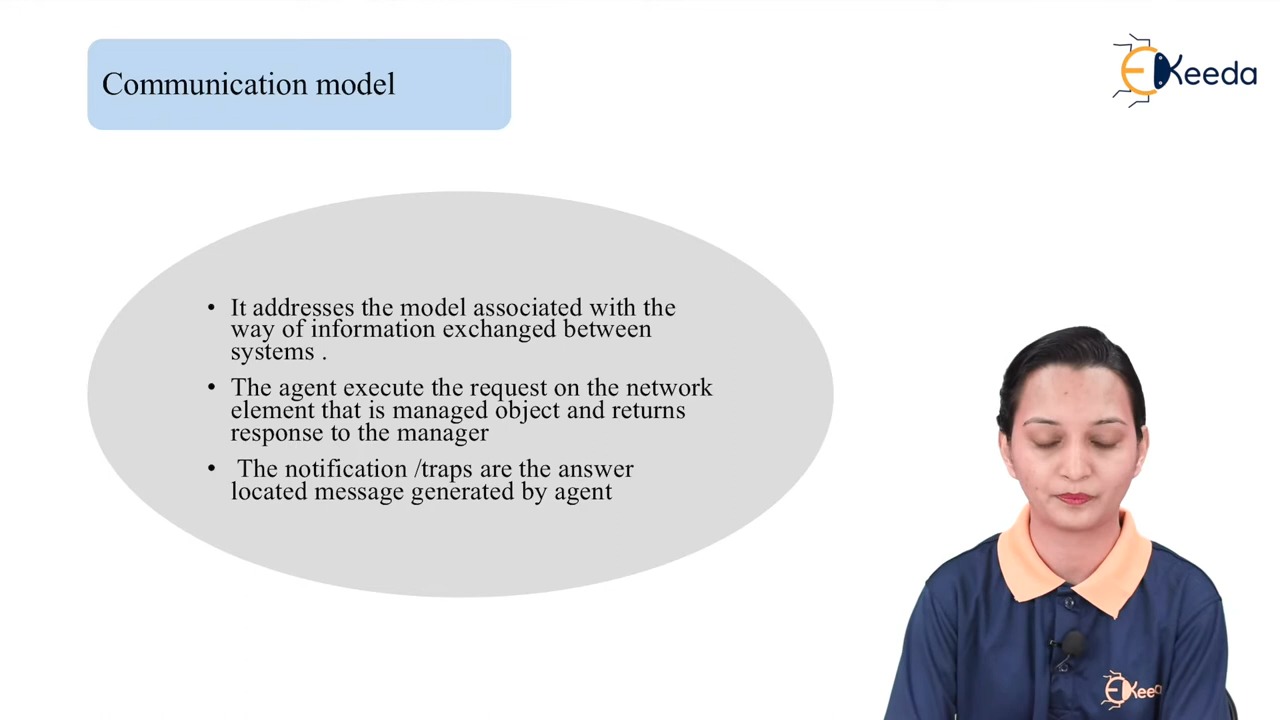 Communication model
EKeeda
• It addresses the model associated with the
way of information exchanged between
systems .
• The agent execute the request on the network
element that is managed object and returns
response to the manager
• The notification /traps are the answer
located message generated by agent
EKeeda